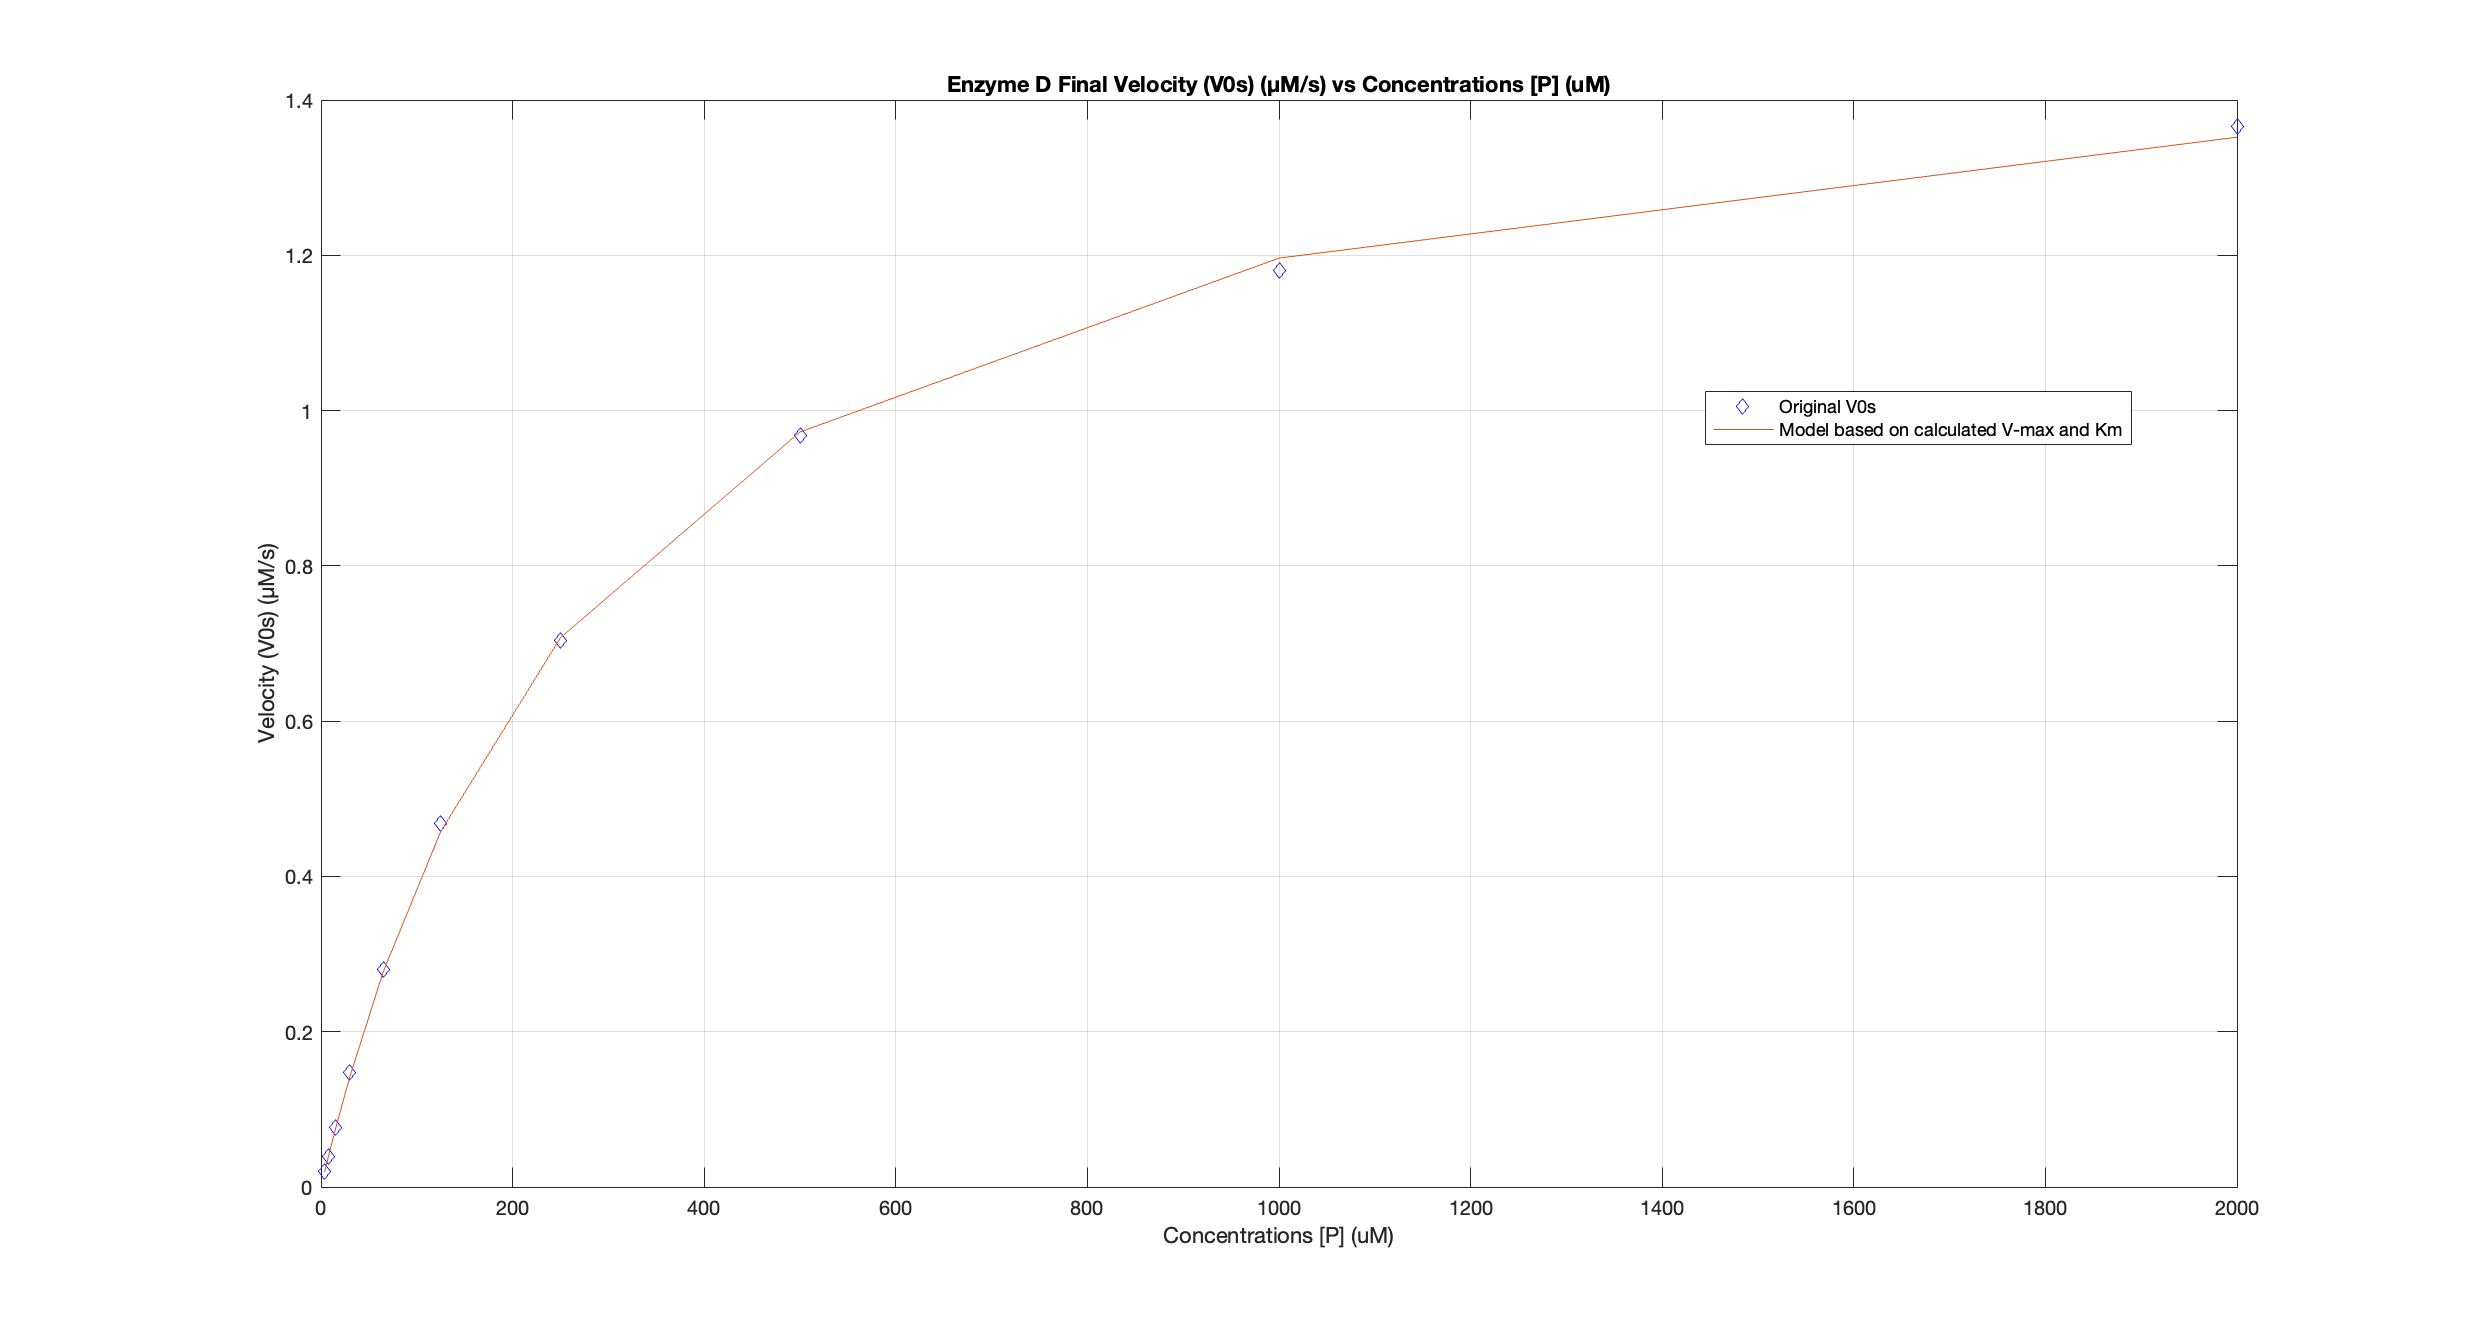 Enzyme D Final Velocity (V0s) (µM/s) vs Concentrations [P] (uM)
1.4
1.2
1
0.8
0.6
0.4
0.2
0
Velocity (V0s) (µM/s)
Original V0s
Model based on calculated V-max and Km
0 200 400 600 800 1000 1200 1400 1600 1800 2000
Concentrations [P] (uM)